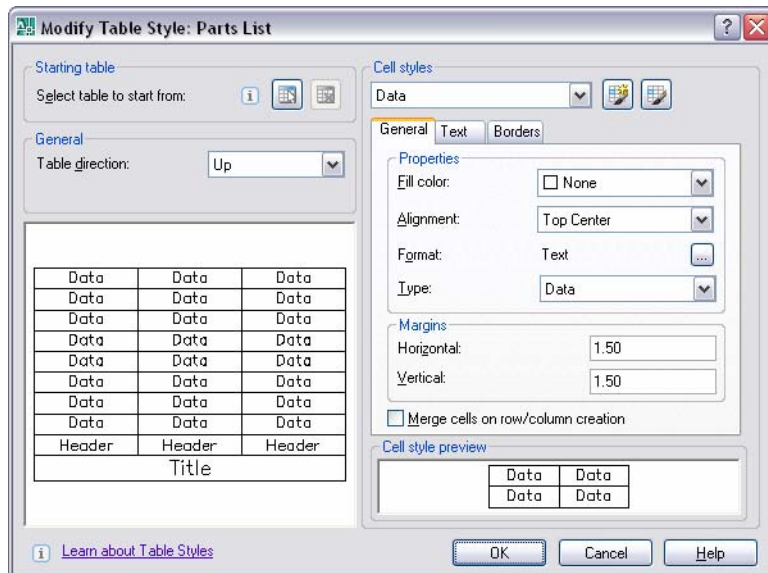 Modify Table Style: Parts List
Starting table
Select table to start from:
General
Table direction:
Up
Data Data Data
Data Data Data
Data Data Data
Data Data Data
Data Data Data
Data Data Data
Data Data Data
Data Data Data
Header Header Header
Title
Learn about Table Styles
Cell styles
Data
General Text Borders
Properties
Fill color: None
Alignment: Top Center
Format: Text ...
Type: Data
Margins
Horizontal: 1.50
Vertical: 1.50
Merge cells on row/column creation
Cell style preview
Data Data
Data Data
OK Cancel Help